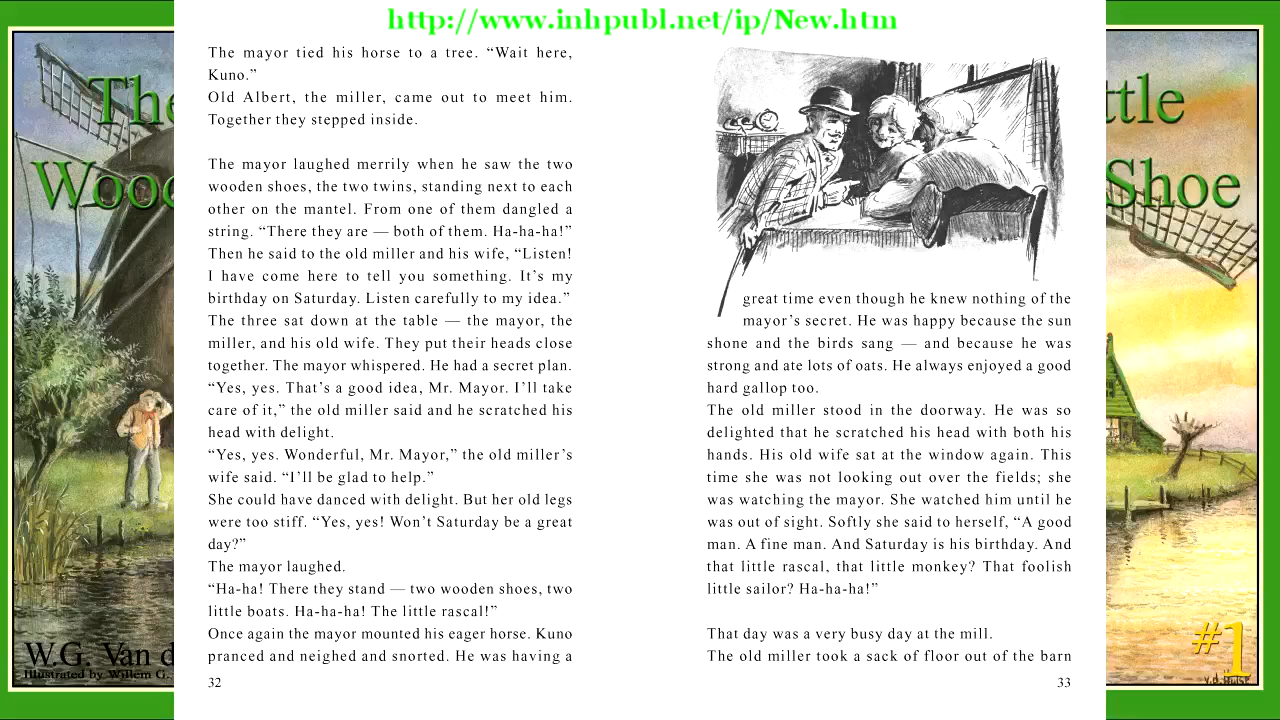 http://www.inhpubl.net/ip/New.htm
The
Wood
W.G. Van d
Illustrated by Willem G.
The mayor tied his horse to a tree. “Wait here,
Kuno.”
Old Albert, the miller, came out to meet him.
Together they stepped inside.
The mayor laughed merrily when he saw the two
wooden shoes, the two twins, standing next to each
other on the mantel. From one of them dangled a
string. “There they are — both of them. Ha-ha-ha!”
Then he said to the old miller and his wife, “Listen!
I have come here to tell you something. It’s my
birthday on Saturday. Listen carefully to my idea.”
The three sat down at the table — the mayor, the
miller, and his old wife. They put their heads close
together. The mayor whispered. He had a secret plan.
“Yes, yes. That’s a good idea, Mr. Mayor. I’ll take
care of it,” the old miller said and he scratched his
head with delight.
“Yes, yes. Wonderful, Mr. Mayor,” the old miller’s
wife said. “I’ll be glad to help.”
She could have danced with delight. But her old legs
were too stiff. “Yes, yes! Won’t Saturday be a great
day?”
The mayor laughed.
“Ha-ha! There they stand — two wooden shoes, two
little boats. Ha-ha-ha! The little rascal!”
Once again the mayor mounted his eager horse. Kuno
pranced and neighed and snorted. He was having a
32
great time even though he knew nothing of the
mayor’s secret. He was happy because the sun
shone and the birds sang — and because he was
strong and ate lots of oats. He always enjoyed a good
hard gallop too.
The old miller stood in the doorway. He was so
delighted that he scratched his head with both his
hands. His old wife sat at the window again. This
time she was not looking out over the fields; she
was watching the mayor. She watched him until he
was out of sight. Softly she said to herself, “A good
man. A fine man. And Saturday is his birthday. And
that little rascal, that little monkey? That foolish
little sailor? Ha-ha-ha!”
That day was a very busy day at the mill.
The old miller took a sack of floor out of the barn
33
ttle
Shoe
#1